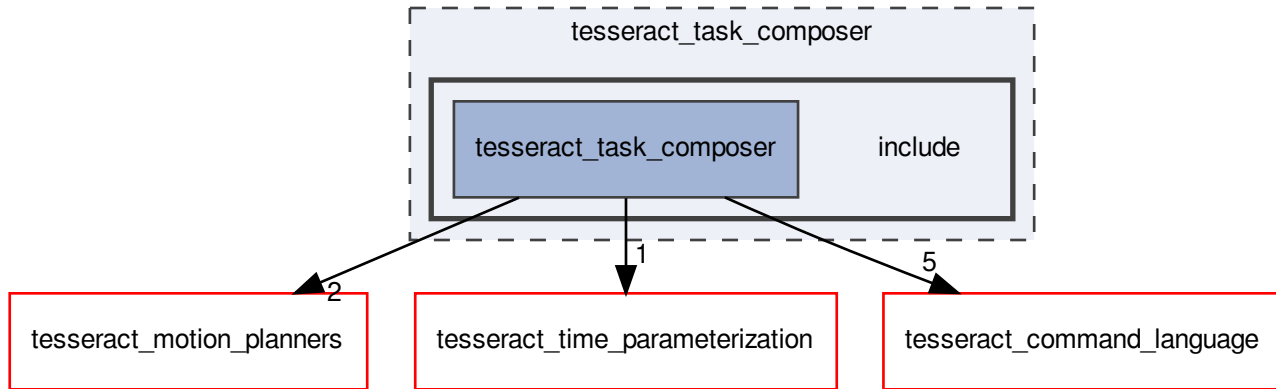 tesseract_task_composer
tesseract_task_composer
include
2
1
5
tesseract_motion_planners
tesseract_time_parameterization
tesseract_command_language